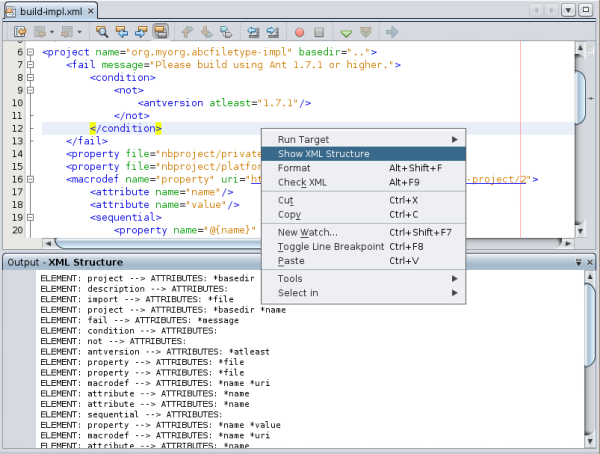 build-impl.xml
6 <project name="org.myorg.abcfiletype-impl" basedir="..">
7 <fail message="Please build using Ant 1.7.1 or higher.">
8 <condition>
9 <not>
10 <antversion atleast="1.7.1"/>
11 </not>
12 </condition>
13 </fail>
14 <property file="nbproject/private
15 <property file="nbproject/platfor
16 <macrodef name="property" uri="ht -project/2">
17 <attribute name="name"/>
18 <attribute name="value"/>
19 <sequential>
20 <property name="@{name}"
Run Target
Show XML Structure
Format Alt+Shift+F
Check XML Alt+F9
Cut Ctrl+X
Copy Ctrl+C
New Watch... Ctrl+Shift+F7
Toggle Line Breakpoint Ctrl+F8
Paste Ctrl+V
Tools
Select in
Output - XML Structure
ELEMENT: project --> ATTRIBUTES: *basedir
ELEMENT: description --> ATTRIBUTES:
ELEMENT: import --> ATTRIBUTES: *file
ELEMENT: project --> ATTRIBUTES: *basedir *name
ELEMENT: fail --> ATTRIBUTES: *message
ELEMENT: condition --> ATTRIBUTES:
ELEMENT: not --> ATTRIBUTES:
ELEMENT: antversion --> ATTRIBUTES: *atleast
ELEMENT: property --> ATTRIBUTES: *file
ELEMENT: property --> ATTRIBUTES: *file
ELEMENT: macrodef --> ATTRIBUTES: *name *uri
ELEMENT: attribute --> ATTRIBUTES: *name
ELEMENT: attribute --> ATTRIBUTES: *name
ELEMENT: sequential --> ATTRIBUTES:
ELEMENT: property --> ATTRIBUTES: *name *value
ELEMENT: macrodef --> ATTRIBUTES: *name *uri
ELEMENT: attribute --> ATTRIBUTES: *name